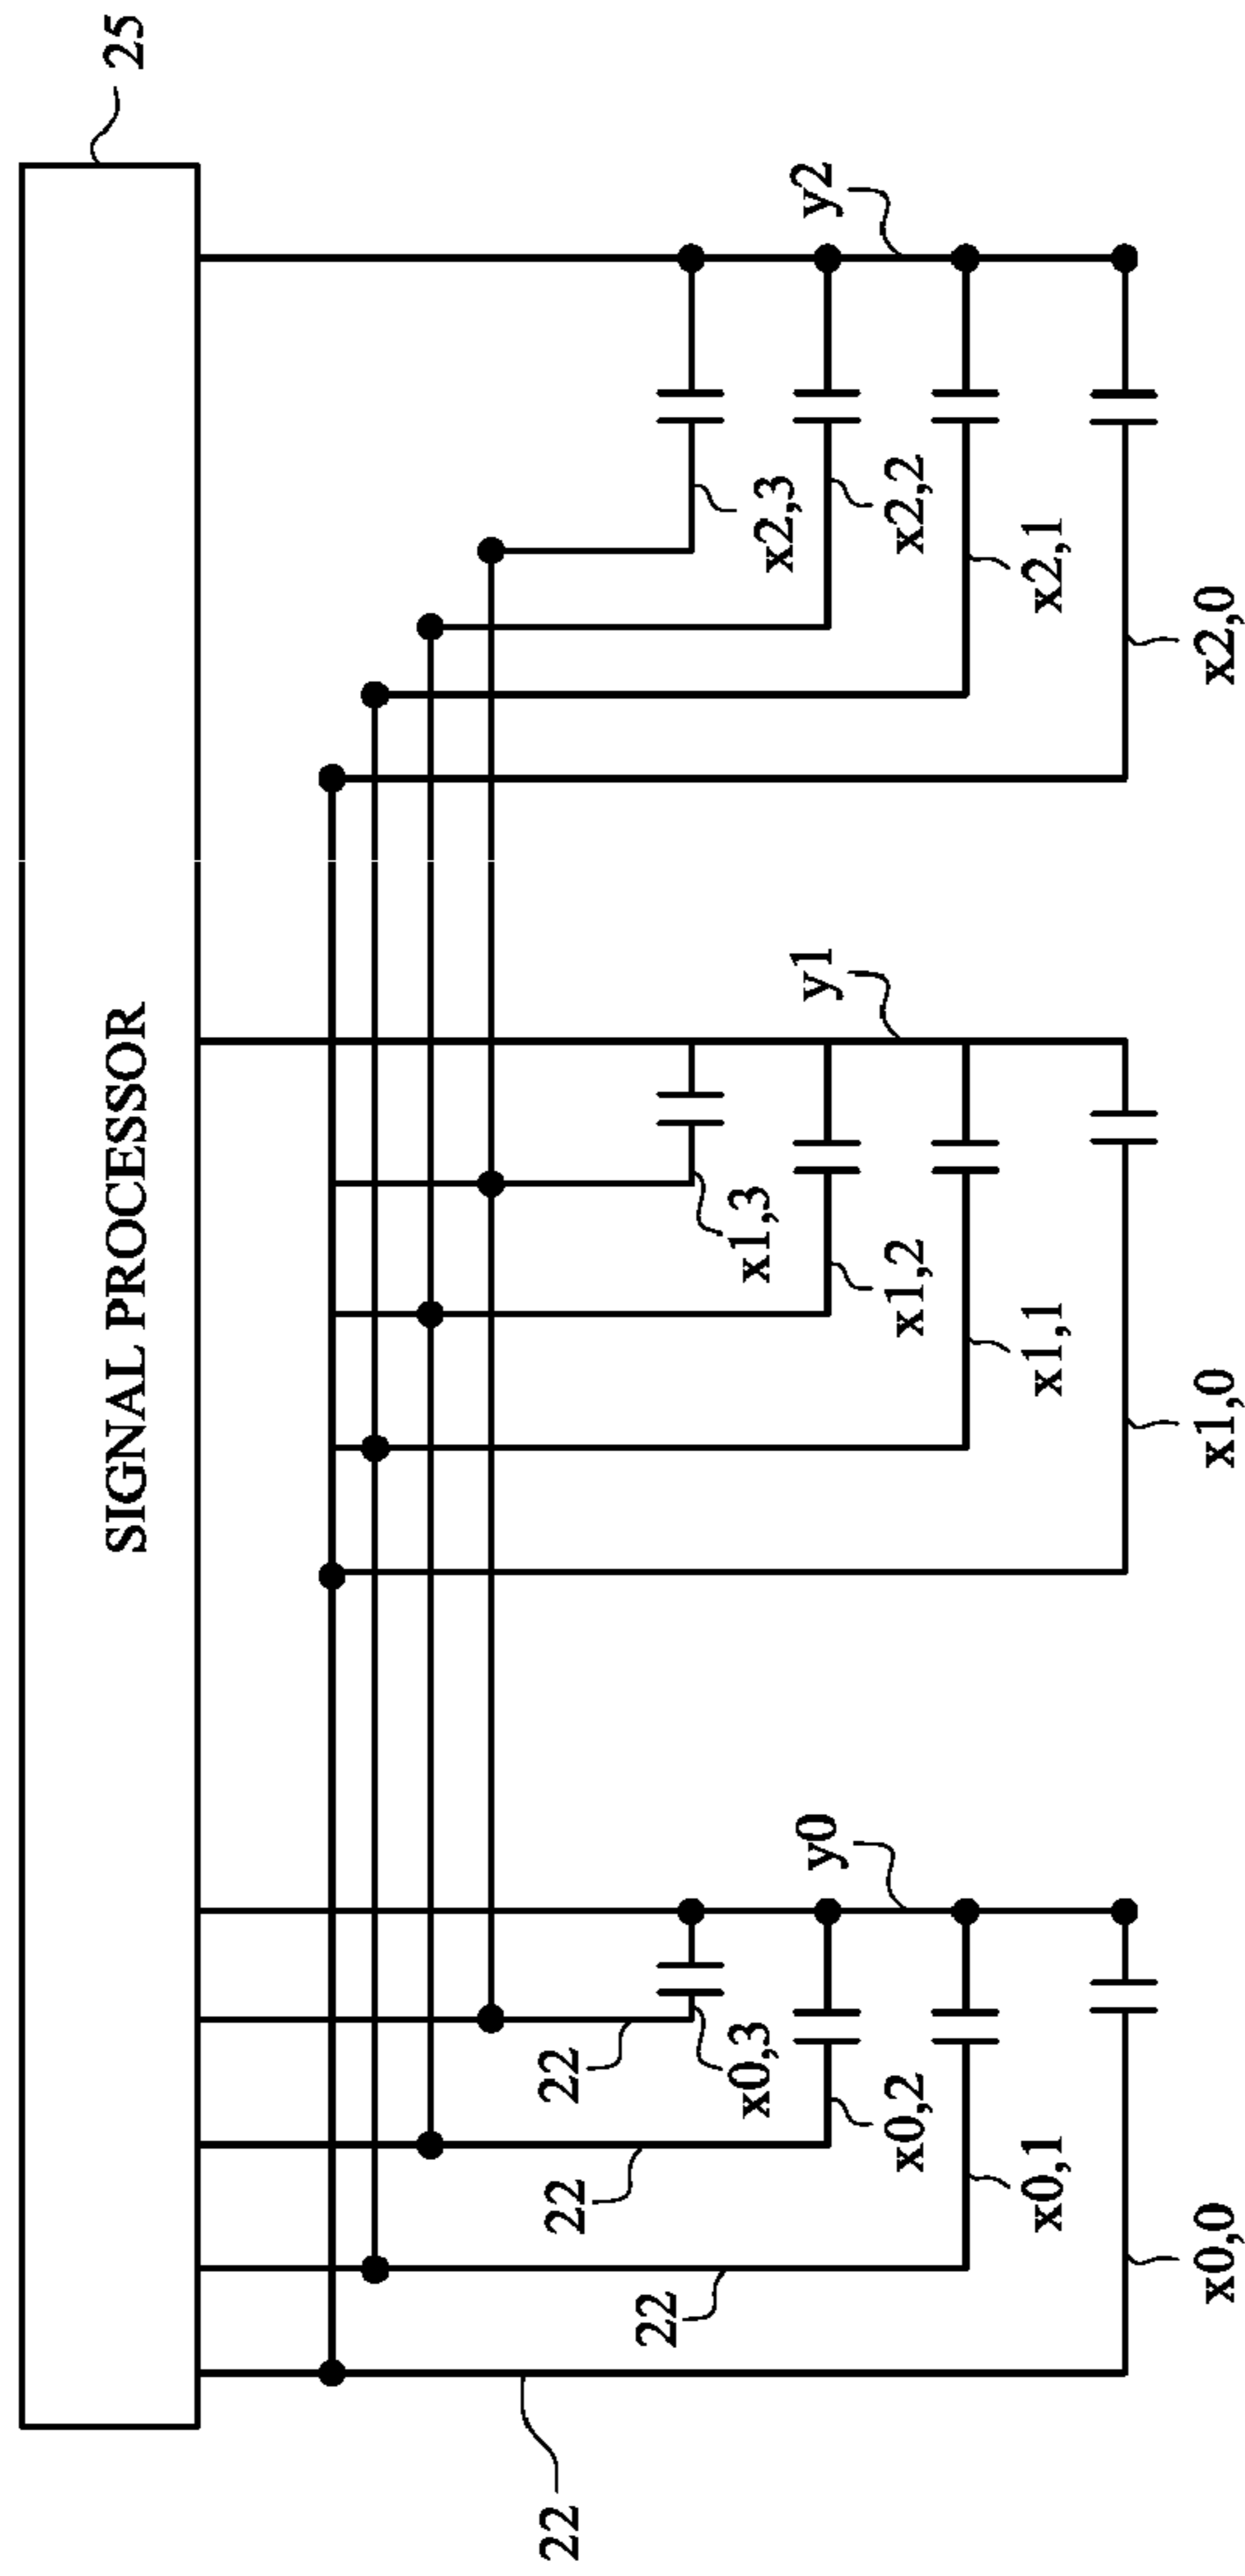 SIGNAL PROCESSOR
25
22
22
22
22
x0,3
x1,3
x2,3
y0
y1
y2
x0,2
x1,2
x2,2
x0,1
x1,1
x2,1
x0,0
x1,0
x2,0